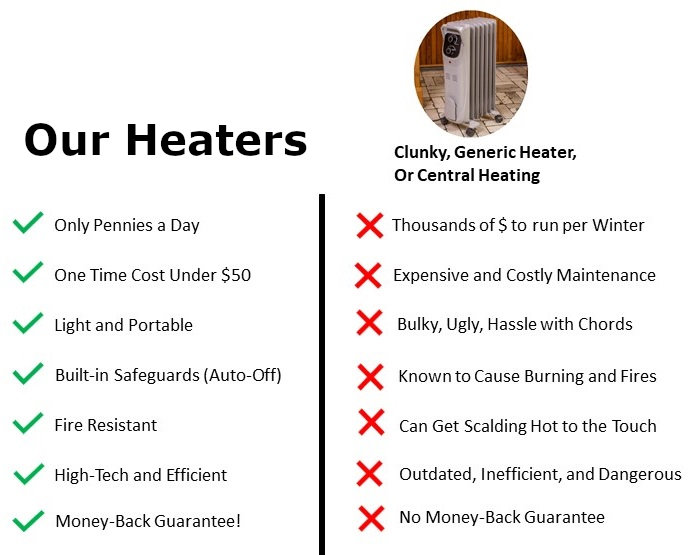 Our Heaters
Clunky, Generic Heater,
Or Central Heating
Only Pennies a Day
Thousands of $ to run per Winter
One Time Cost Under $50
Expensive and Costly Maintenance
Light and Portable
Bulky, Ugly, Hassle with Chords
Built-in Safeguards (Auto-Off)
Known to Cause Burning and Fires
Fire Resistant
Can Get Scalding Hot to the Touch
High-Tech and Efficient
Outdated, Inefficient, and Dangerous
Money-Back Guarantee!
No Money-Back Guarantee